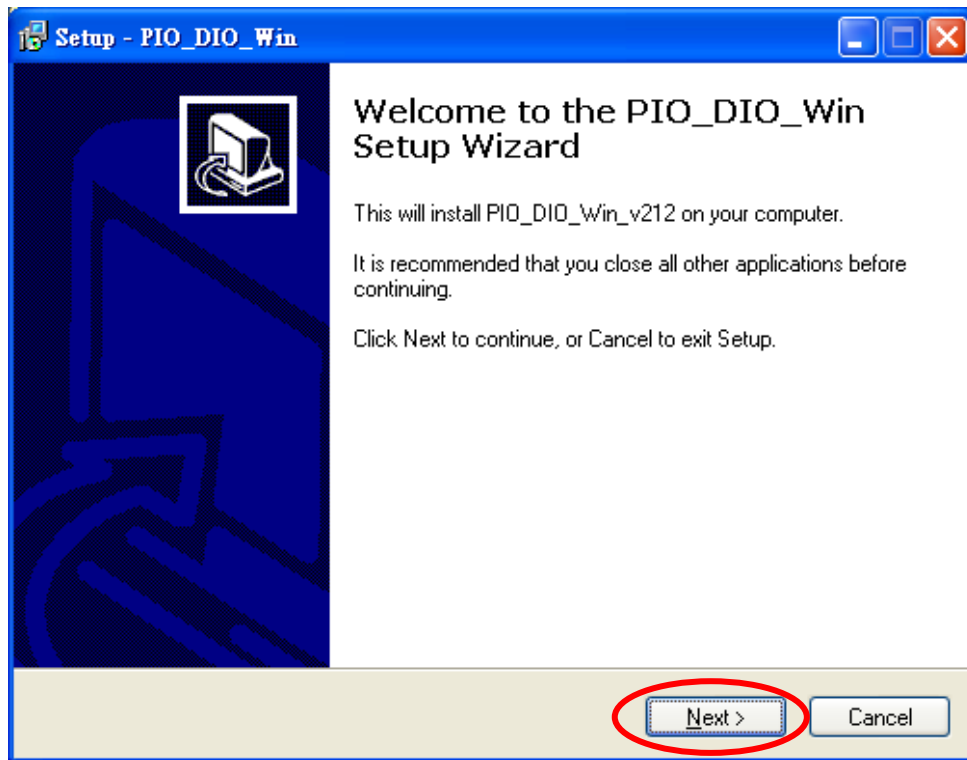 Setup - PIO_DIO_Win
Welcome to the PIO_DIO_Win
Setup Wizard
This will install PIO_DIO_Win_v212 on your computer.
It is recommended that you close all other applications before
continuing.
Click Next to continue, or Cancel to exit Setup.
Next >
Cancel